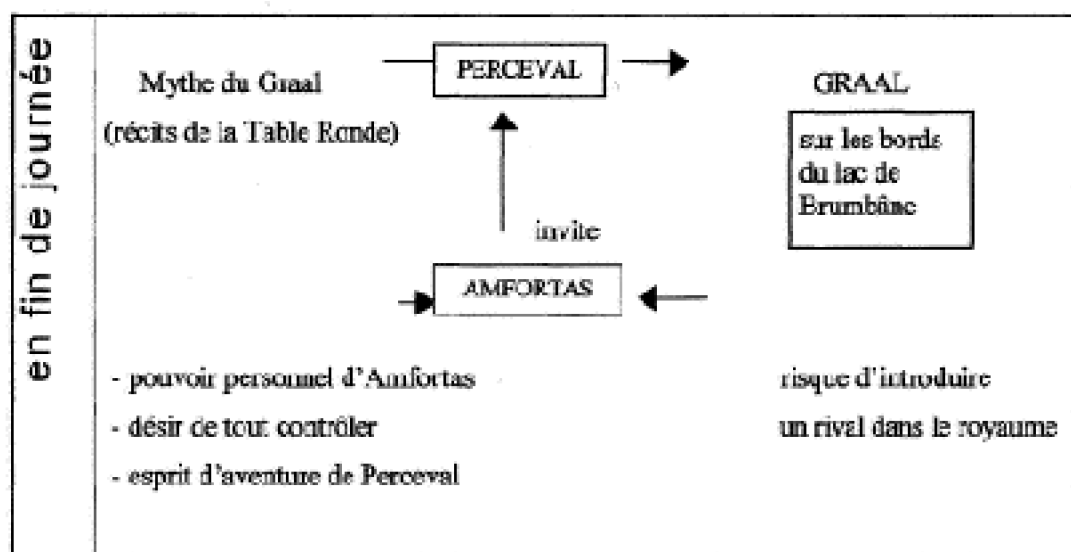 en fin de journée
PERCEVAL
Mythe du Graal
(récits de la Table Ronde)
GRAAL
sur les bords
du lac de
Brumbâne
invite
AMFORTAS
- pouvoir personnel d'Amfortas
- désir de tout contrôler
- esprit d'aventure de Perceval
risque d'introduire
un rival dans le royaume